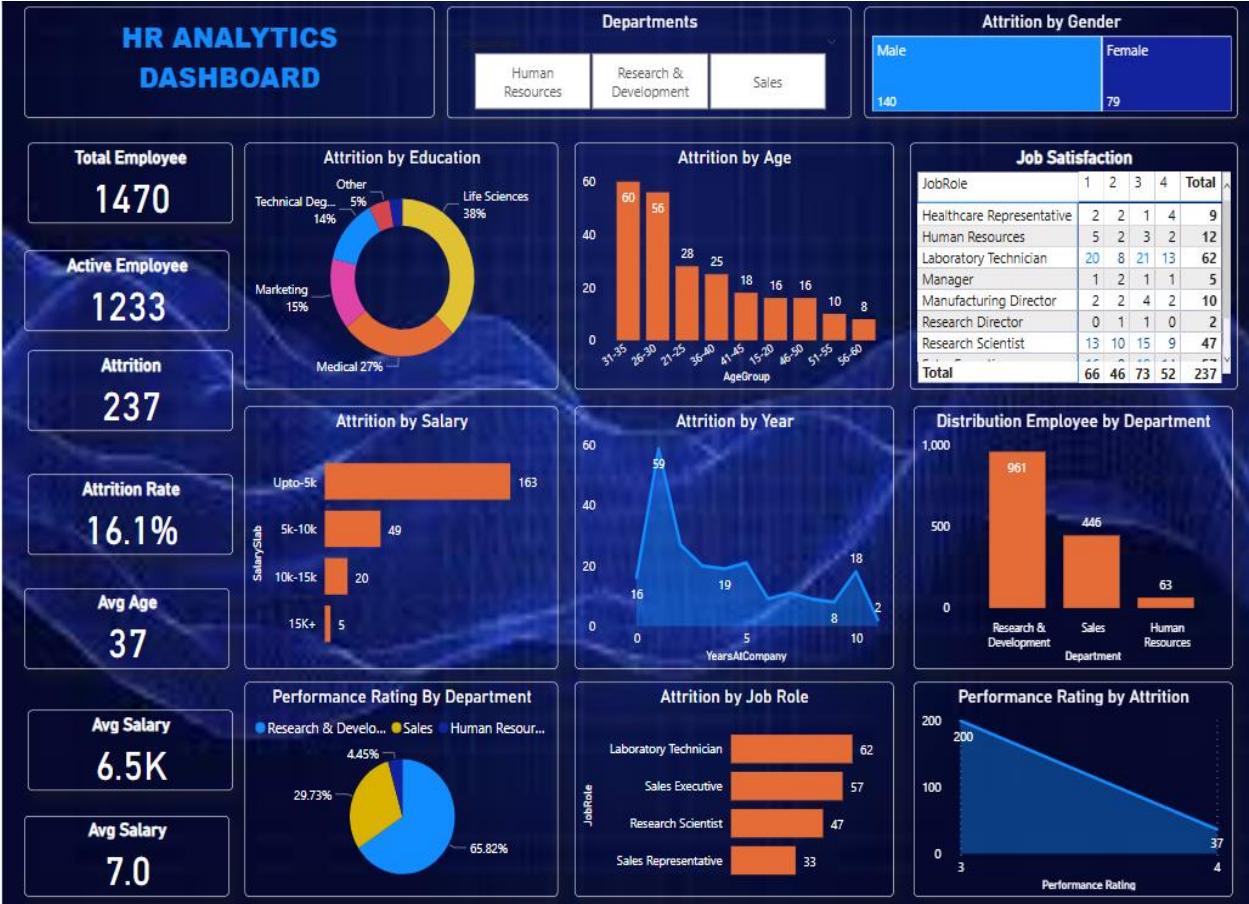 HR ANALYTICS
DASHBOARD
Departments
Human
Resources
Research &
Development
Sales
Attrition by Gender
Male
140
Female
79
Total Employee
1470
Active Employee
1233
Attrition
237
Attrition Rate
16.1%
Avg Age
37
Avg Salary
6.5K
Avg Salary
7.0
Attrition by Education
Other
5%
Technical Deg...
14%
Life Sciences
38%
Marketing
15%
Medical 27%
Attrition by Age
60
40
20
0
60
56
28
25
18
16
16
10
8
31-35
26-30
21-25
36-40
41-45
15-20
46-50
51-55
56-60
AgeGroup
Job Satisfaction
JobRole 1 2 3 4 Total
Healthcare Representative 2 2 1 4 9
Human Resources 5 2 3 2 12
Laboratory Technician 20 8 21 13 62
Manager 1 2 1 1 5
Manufacturing Director 2 2 4 2 10
Research Director 0 1 1 0 2
Research Scientist 13 10 15 9 47
Total 66 46 73 52 237
Attrition by Salary
SalarySlab
Upto-5k 163
5k-10k 49
10k-15k 20
15K+ 5
Attrition by Year
60
40
20
0
16
59
19
8
18
2
0 5 10
YearsAtCompany
Distribution Employee by Department
1,000
500
0
961
446
63
Research &
Development
Sales
Human
Resources
Department
Performance Rating By Department
Research & Develo... Sales Human Resour...
4.45%
29.73%
65.82%
Attrition by Job Role
JobRole
Laboratory Technician 62
Sales Executive 57
Research Scientist 47
Sales Representative 33
Performance Rating by Attrition
200
100
0
200
37
3 4
Performance Rating